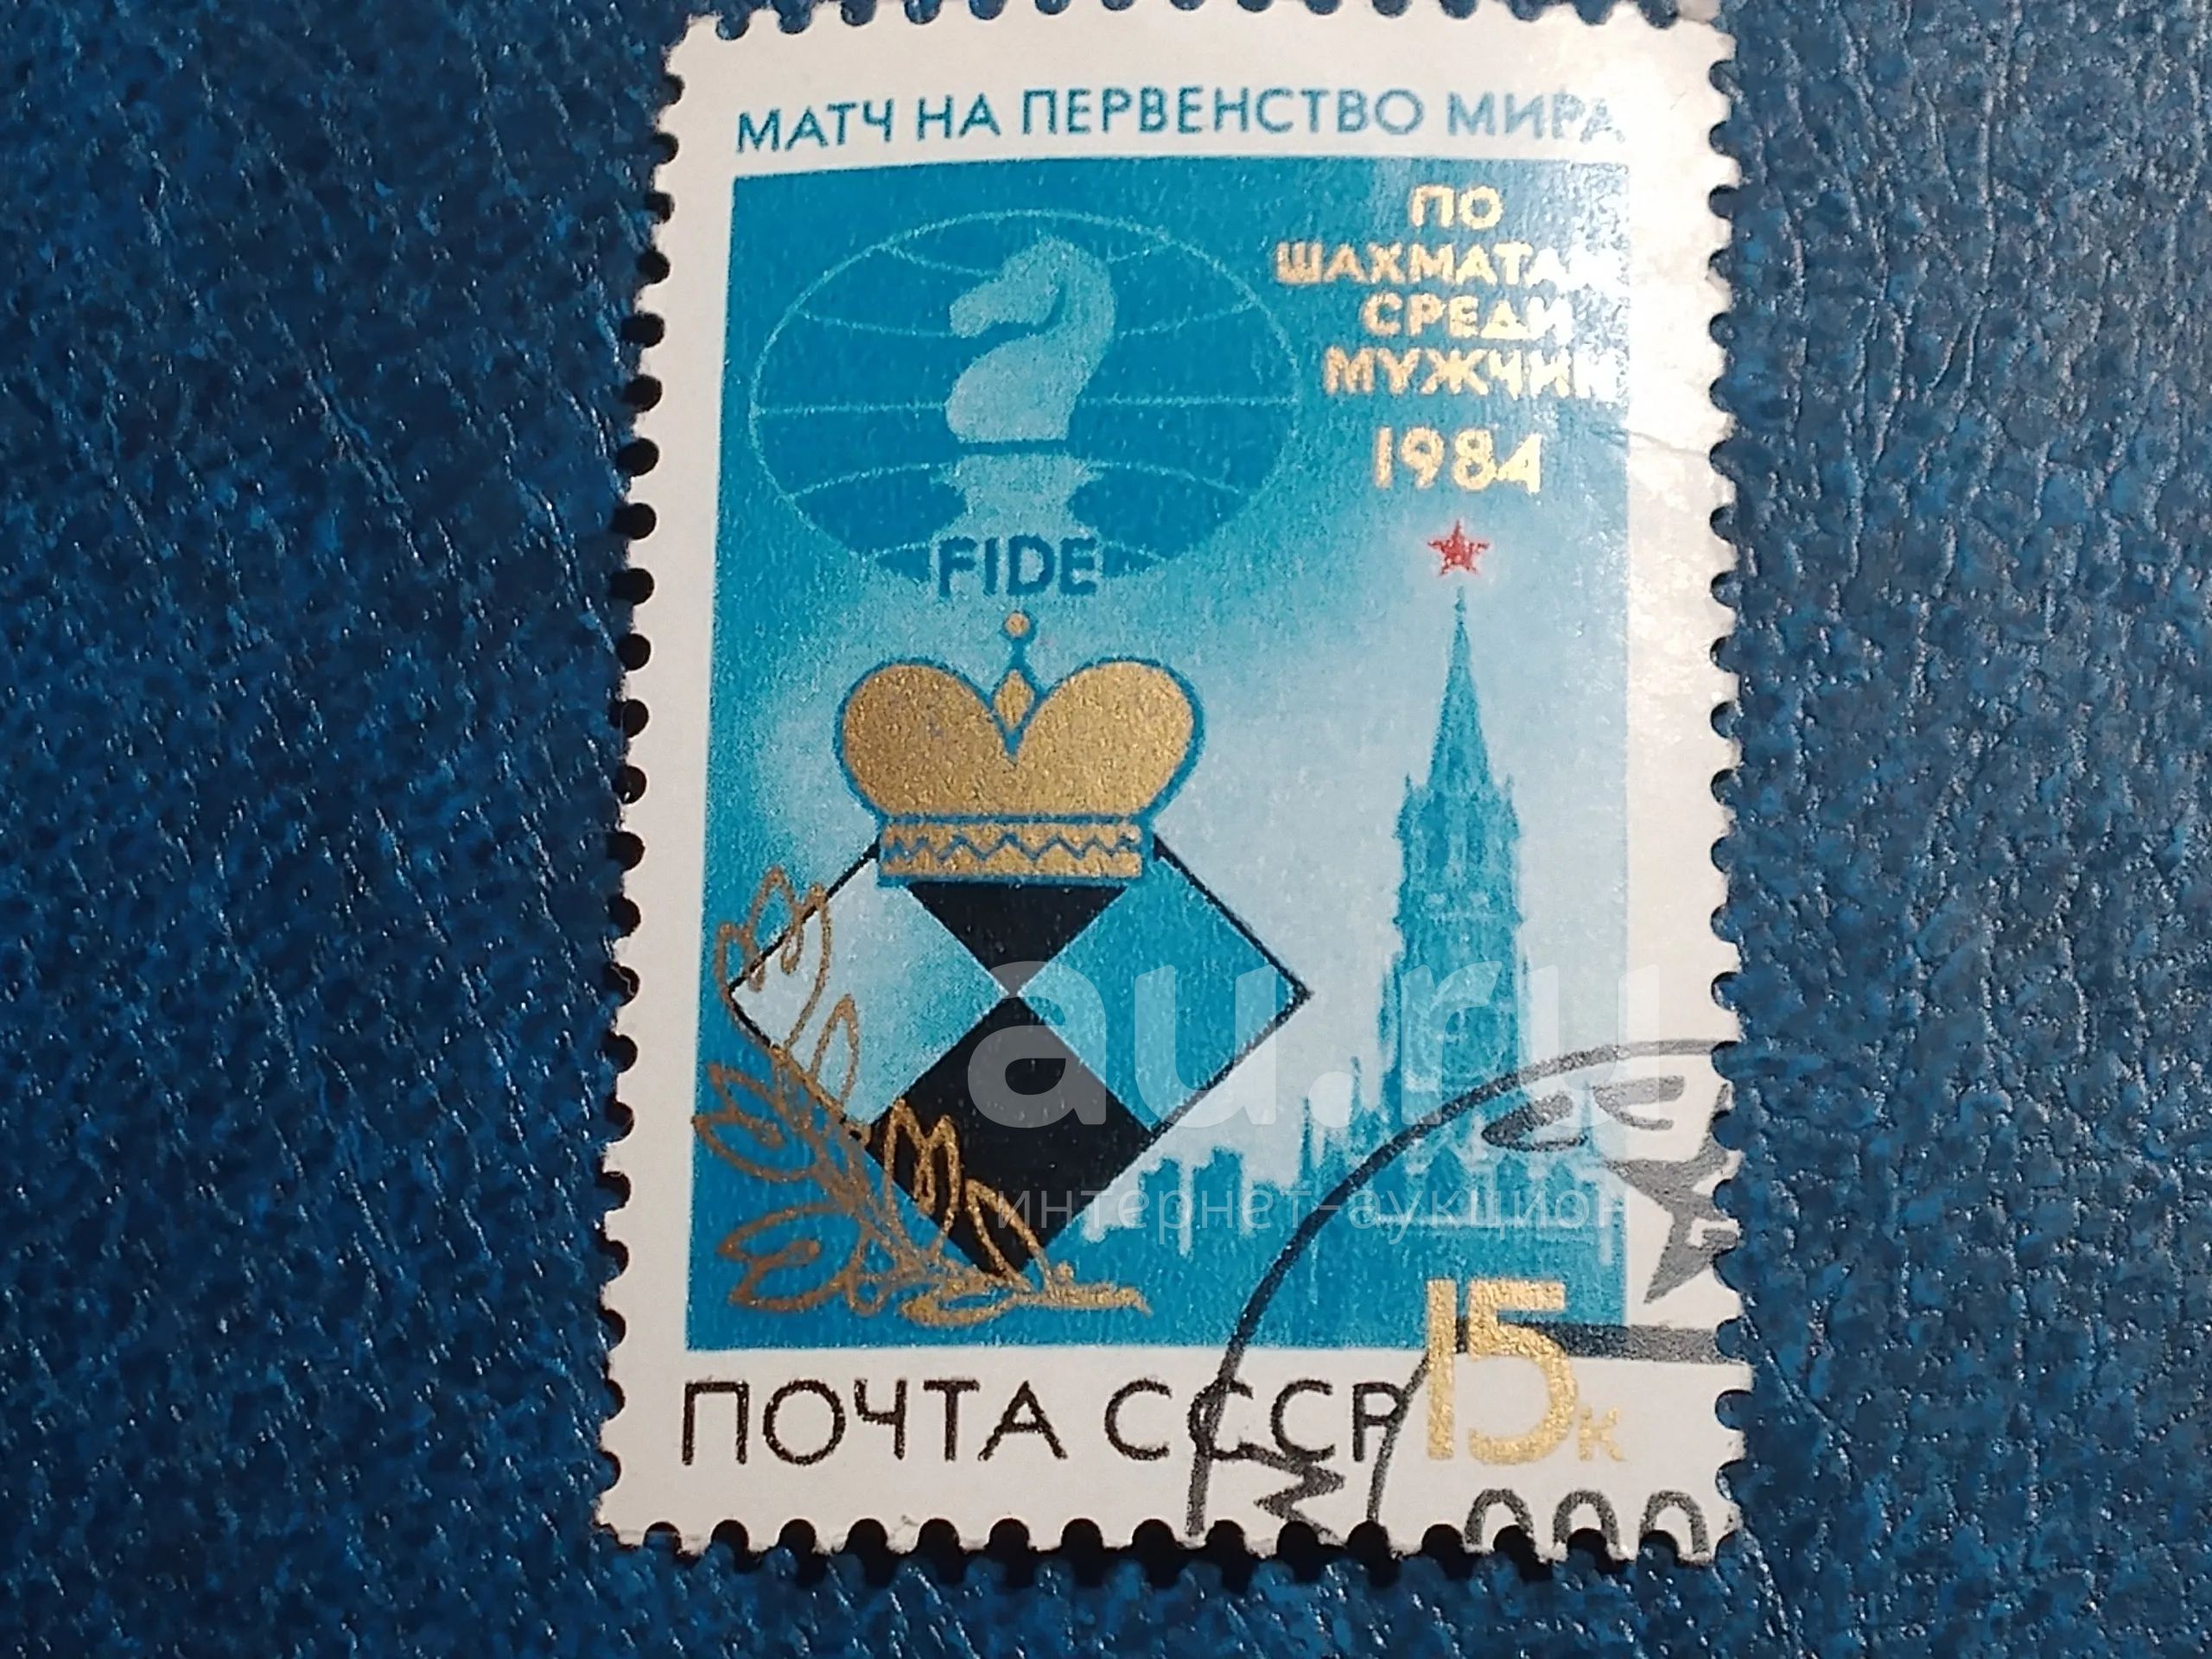 МАТЧ НА ПЕРВЕНСТВО МИРА
ПО
ШАХМАТАМ
СРЕДИ
МУЖЧИН
1984
FIDE
au.ru
интернет-аукцион
15к
ПОЧТА СССР